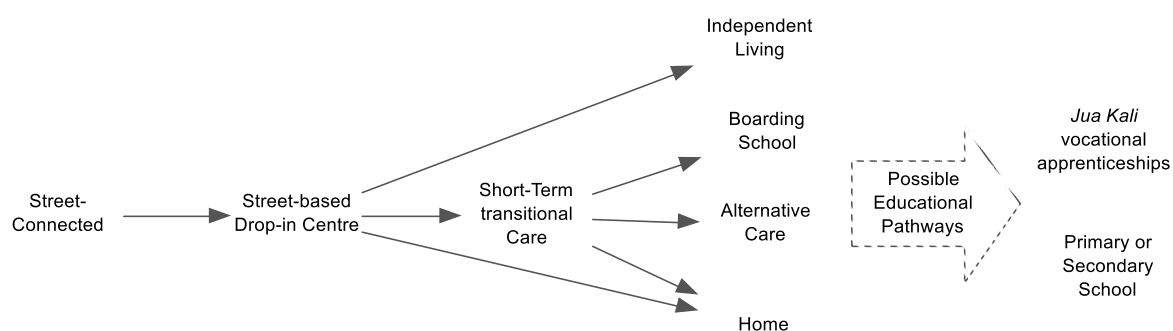 Street-
Connected
Street-based
Drop-in Centre
Short-Term
transitional
Care
Independent
Living
Boarding
School
Alternative
Care
Home
Possible
Educational
Pathways
Jua Kali
vocational
apprenticeships
Primary or
Secondary
School